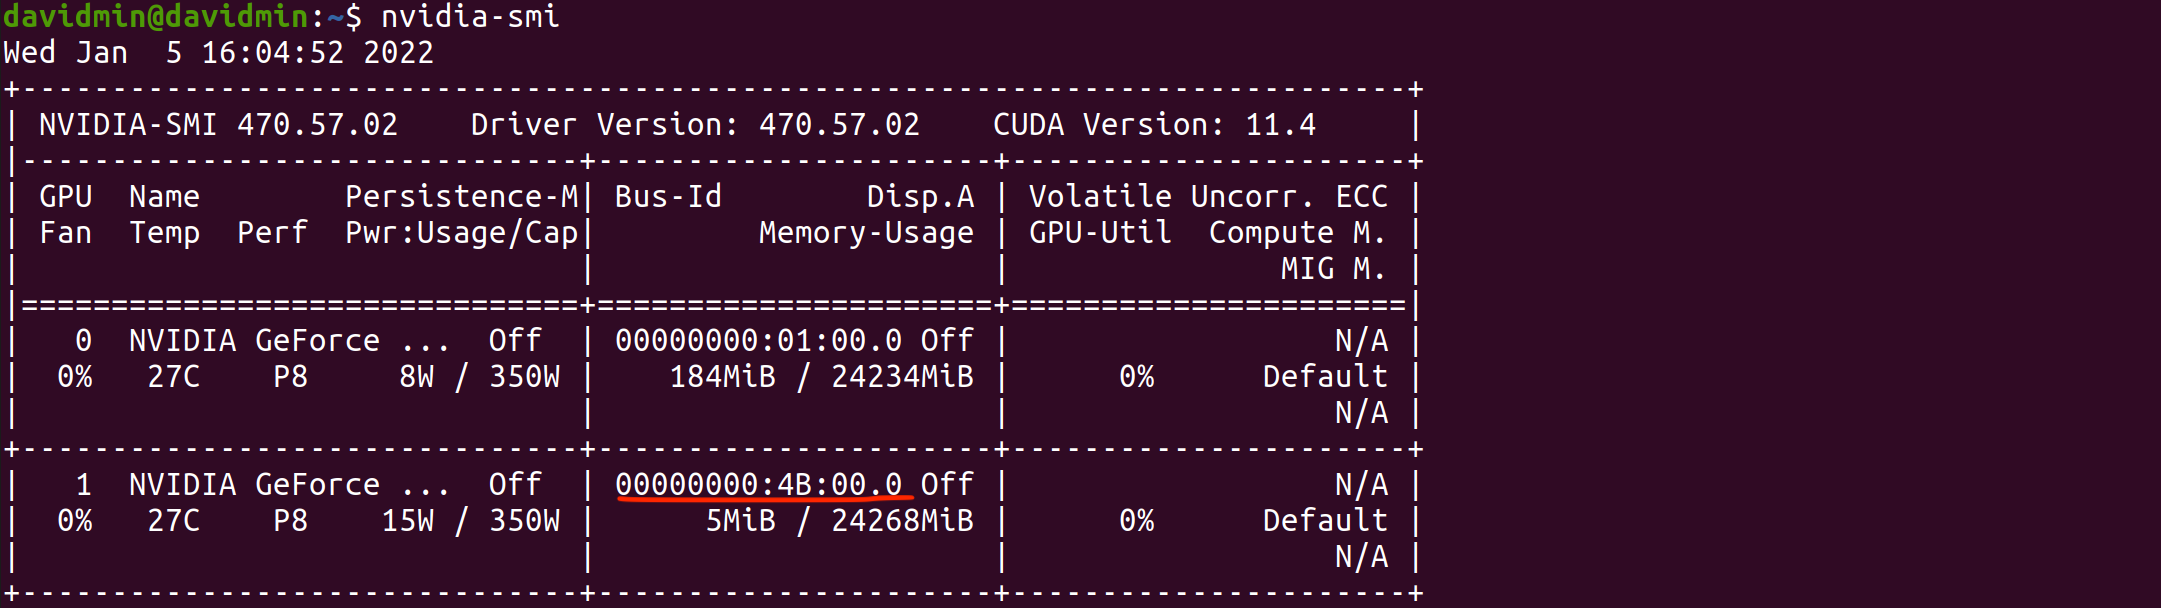 davidmin@davidmin:~$ nvidia-smi
Wed Jan  5 16:04:52 2022
+-----------------------------------------------------------------------------+
| NVIDIA-SMI 470.57.02    Driver Version: 470.57.02    CUDA Version: 11.4     |
|-------------------------------+----------------------+----------------------+
| GPU  Name        Persistence-M| Bus-Id        Disp.A | Volatile Uncorr. ECC |
| Fan  Temp  Perf  Pwr:Usage/Cap|         Memory-Usage | GPU-Util  Compute M. |
|                               |                      |               MIG M. |
|===============================+======================+======================|
|   0  NVIDIA GeForce ...  Off  | 00000000:01:00.0 Off |                  N/A |
|  0%   27C    P8     8W / 350W |    184MiB / 24234MiB |      0%      Default |
|                               |                      |                  N/A |
+-------------------------------+----------------------+----------------------+
|   1  NVIDIA GeForce ...  Off  | 00000000:4B:00.0 Off |                  N/A |
|  0%   27C    P8    15W / 350W |      5MiB / 24268MiB |      0%      Default |
|                               |                      |                  N/A |
+-------------------------------+----------------------+----------------------+